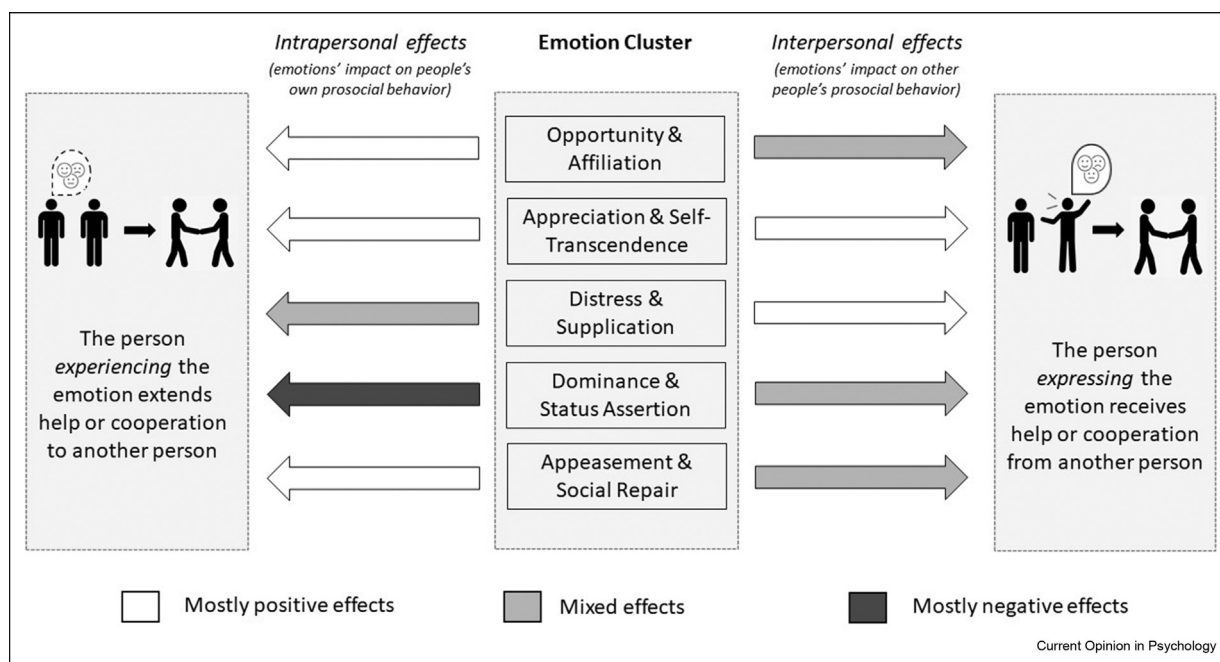 Intrapersonal effects
(emotions' impact on people's
own prosocial behavior)
Emotion Cluster
Interpersonal effects
(emotions' impact on other
people's prosocial behavior)
Opportunity &
Affiliation
Appreciation & Self-
Transcendence
Distress &
Supplication
Dominance &
Status Assertion
Appeasement &
Social Repair
The person
experiencing the
emotion extends
help or cooperation
to another person
The person
expressing the
emotion receives
help or cooperation
from another person
Mostly positive effects
Mixed effects
Mostly negative effects
Current Opinion in Psychology